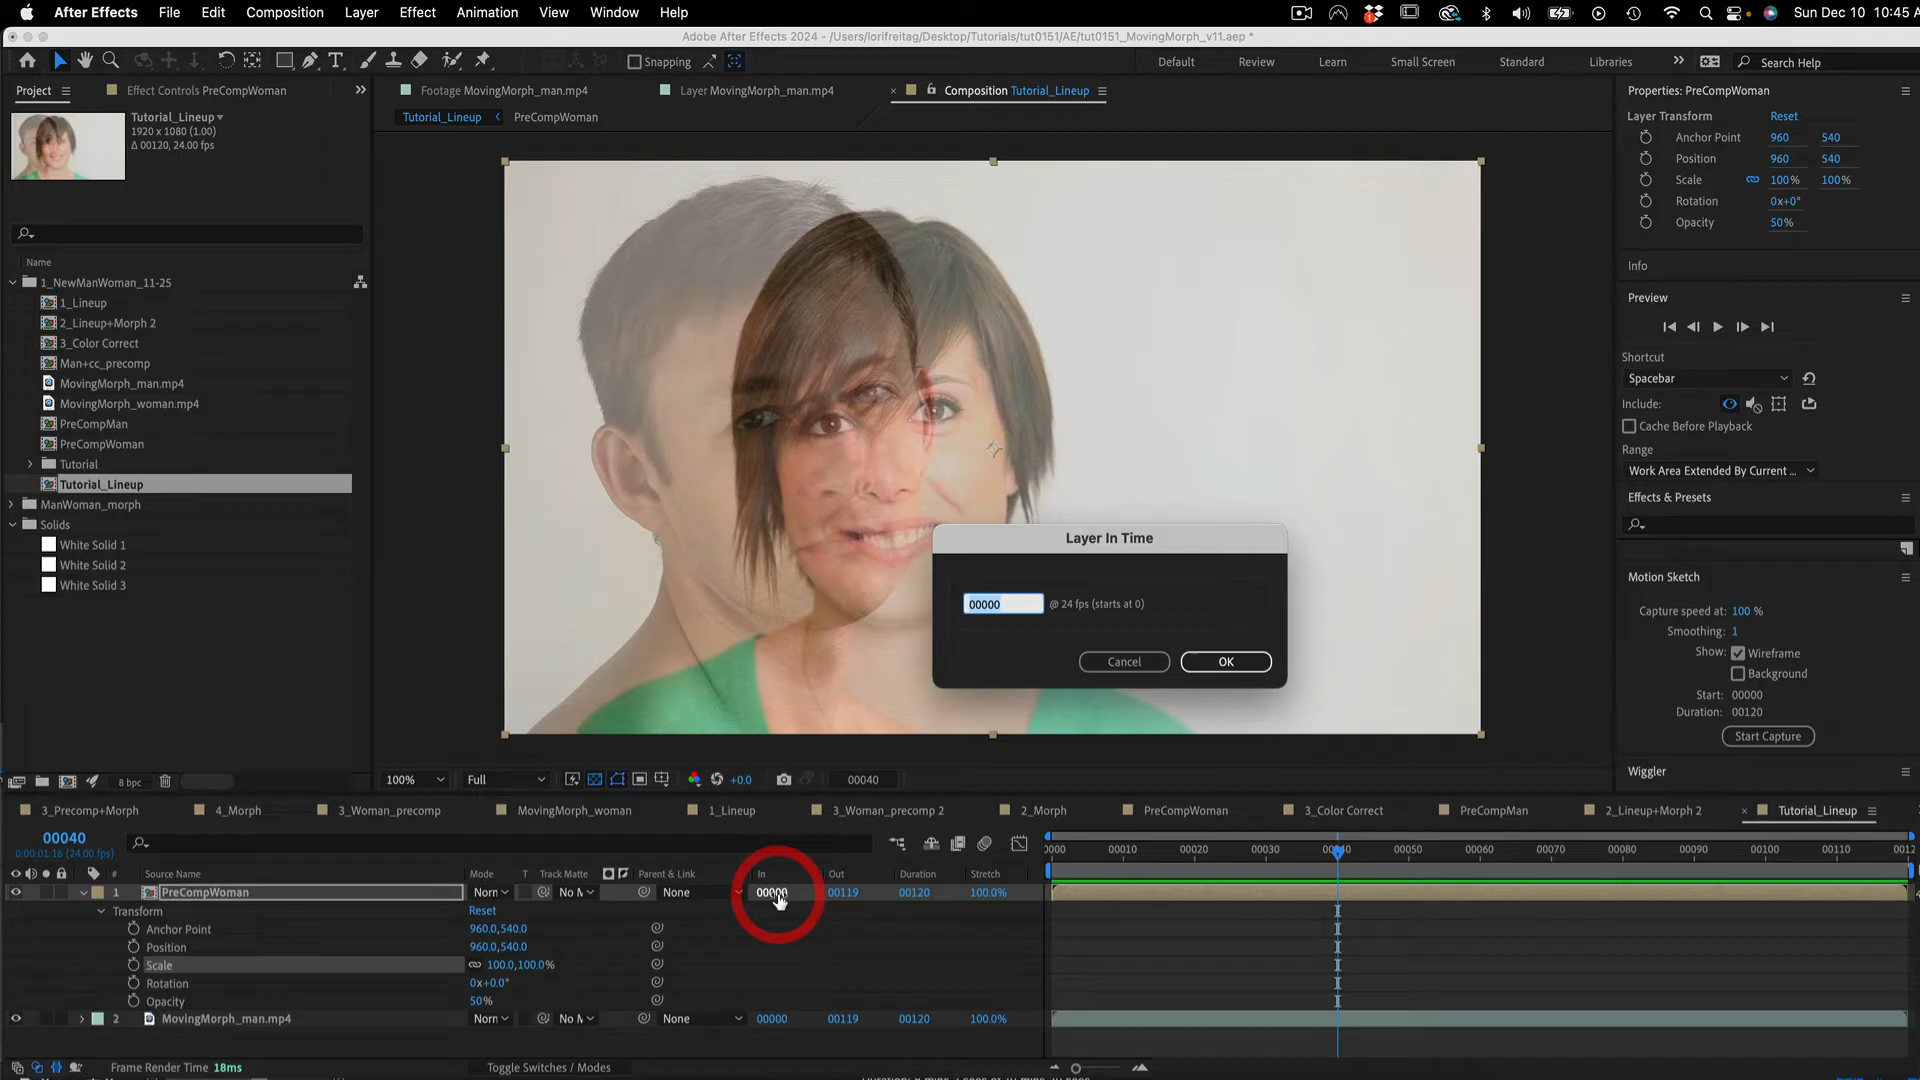 After Effects File Edit Composition Layer Effect Animation View Window Help Sun Dec 10 10:45 AM
Adobe After Effects 2024 - /Users/lorifreitag/Desktop/Tutorials/tut0151/AE/tut0151_MovingMorph_v11.aep *
Snapping Default Review Learn Small Screen Standard Libraries Search Help
Project Effect Controls PreCompWoman Footage MovingMorph_man.mp4 Layer MovingMorph_man.mp4 Composition Tutorial_Lineup Properties: PreCompWoman
Tutorial_Lineup
1920 x 1080 (1.00)
Δ 00120, 24.00 fps
Tutorial_Lineup PreCompWoman
Layer Transform Reset
Anchor Point 960 540
Position 960 540
Scale 100% 100%
Rotation 0x+0°
Opacity 50%
Info
Preview
Shortcut
Spacebar
Include:
Cache Before Playback
Range
Work Area Extended By Current ...
Effects & Presets
Motion Sketch
Capture speed at: 100 %
Smoothing: 1
Show: Wireframe
Background
Start: 00000
Duration: 00120
Start Capture
Wiggler
Name
1_NewManWoman_11-25
1_Lineup
2_Lineup+Morph 2
3_Color Correct
Man+cc_precomp
MovingMorph_man.mp4
MovingMorph_woman.mp4
PreCompMan
PreCompWoman
Tutorial
Tutorial_Lineup
ManWoman_morph
Solids
White Solid 1
White Solid 2
White Solid 3
Layer In Time
00000 @ 24 fps (starts at 0)
Cancel OK
8 bpc 100% Full +0.0 00040
3_Precomp+Morph 4_Morph 3_Woman_precomp MovingMorph_woman 1_Lineup 3_Woman_precomp 2 2_Morph PreCompWoman 3_Color Correct PreCompMan 2_Lineup+Morph 2 Tutorial_Lineup
00040
0:00:01:16 (24.00 fps)
00010 00020 00030 00050 00060 00070 00080 00090 00100 00110
# Source Name Mode T Track Matte Parent & Link In Out Duration Stretch
1 PreCompWoman Norn No M None 00000 00119 00120 100.0%
Transform Reset
Anchor Point 960.0,540.0
Position 960.0,540.0
Scale 100.0,100.0%
Rotation 0x+0.0°
Opacity 50%
2 MovingMorph_man.mp4 Norn No M None 00000 00119 00120 100.0%
Frame Render Time 18ms Toggle Switches / Modes